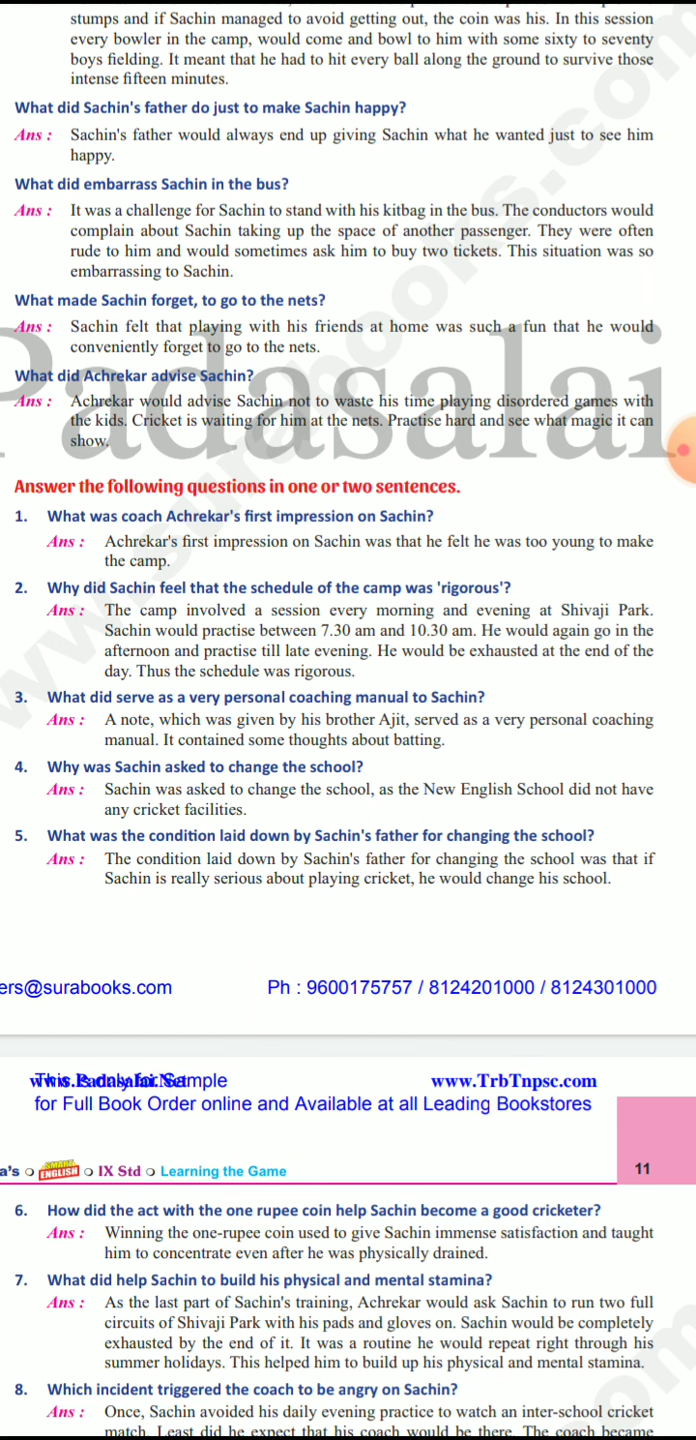 stumps and if Sachin managed to avoid getting out, the coin was his. In this session
every bowler in the camp, would come and bowl to him with some sixty to seventy
boys fielding. It meant that he had to hit every ball along the ground to survive those
intense fifteen minutes.
What did Sachin's father do just to make Sachin happy?
Ans : Sachin's father would always end up giving Sachin what he wanted just to see him
happy.
What did embarrass Sachin in the bus?
Ans : It was a challenge for Sachin to stand with his kitbag in the bus. The conductors would
complain about Sachin taking up the space of another passenger. They were often
rude to him and would sometimes ask him to buy two tickets. This situation was so
embarrassing to Sachin.
What made Sachin forget, to go to the nets?
Ans : Sachin felt that playing with his friends at home was such a fun that he would
conveniently forget to go to the nets.
Padasalai
What did Achrekar advise Sachin?
Ans : Achrekar would advise Sachin not to waste his time playing disordered games with
the kids. Cricket is waiting for him at the nets. Practise hard and see what magic it can
show.
Answer the following questions in one or two sentences.
1. What was coach Achrekar's first impression on Sachin?
Ans : Achrekar's first impression on Sachin was that he felt he was too young to make
the camp.
2. Why did Sachin feel that the schedule of the camp was 'rigorous'?
Ans : The camp involved a session every morning and evening at Shivaji Park.
Sachin would practise between 7.30 am and 10.30 am. He would again go in the
afternoon and practise till late evening. He would be exhausted at the end of the
day. Thus the schedule was rigorous.
3. What did serve as a very personal coaching manual to Sachin?
Ans : A note, which was given by his brother Ajit, served as a very personal coaching
manual. It contained some thoughts about batting.
4. Why was Sachin asked to change the school?
Ans : Sachin was asked to change the school, as the New English School did not have
any cricket facilities.
5. What was the condition laid down by Sachin's father for changing the school?
Ans : The condition laid down by Sachin's father for changing the school was that if
Sachin is really serious about playing cricket, he would change his school.
ers@surabooks.com Ph : 9600175757 / 8124201000 / 8124301000
www.Padasalai.Net www.TrbTnpsc.com
This is only for Sample
for Full Book Order online and Available at all Leading Bookstores
a's SMART ENGLISH IX Std Learning the Game 11
6. How did the act with the one rupee coin help Sachin become a good cricketer?
Ans : Winning the one-rupee coin used to give Sachin immense satisfaction and taught
him to concentrate even after he was physically drained.
7. What did help Sachin to build his physical and mental stamina?
Ans : As the last part of Sachin's training, Achrekar would ask Sachin to run two full
circuits of Shivaji Park with his pads and gloves on. Sachin would be completely
exhausted by the end of it. It was a routine he would repeat right through his
summer holidays. This helped him to build up his physical and mental stamina.
8. Which incident triggered the coach to be angry on Sachin?
Ans : Once, Sachin avoided his daily evening practice to watch an inter-school cricket
match. Least did he expect that his coach would be there. The coach became
www.surabooks.com